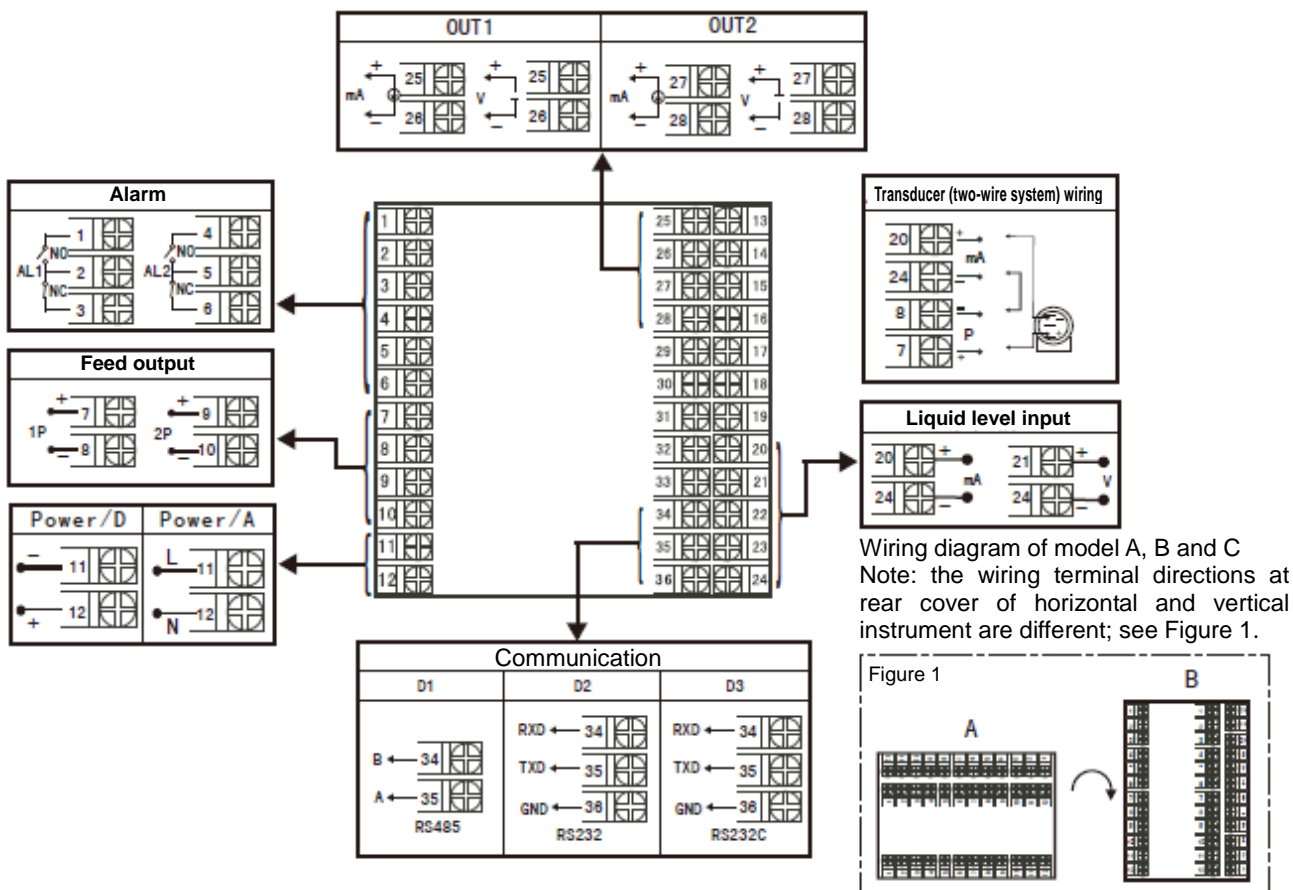 OUT1 OUT2
+ 25 + 25 + 27 + 27
mA V mA V
- 26 - 26 - 28 - 28
Alarm
1 4
NO NO
AL1 2 AL2 5
NC NC
3 6
Feed output
+ 7 + 9
1P 2P
- 8 - 10
Power/D Power/A
- 11 L 11
+ 12 N 12
1 25 13
2 26 14
3 27 15
4 28 16
5 29 17
6 30 18
7 31 19
8 32 20
9 33 21
10 34 22
11 35 23
12 36 24
Transducer (two-wire system) wiring
20 +
mA
24 -
8 -
P
7 +
Liquid level input
20 + 21 +
mA V
24 - 24 -
Wiring diagram of model A, B and C
Note: the wiring terminal directions at
rear cover of horizontal and vertical
instrument are different; see Figure 1.
Communication
D1 D2 D3
RXD 34 RXD 34
B 34 TXD 35 TXD 35
A 35 GND 36 GND 36
RS485 RS232 RS232C
Figure 1
A B